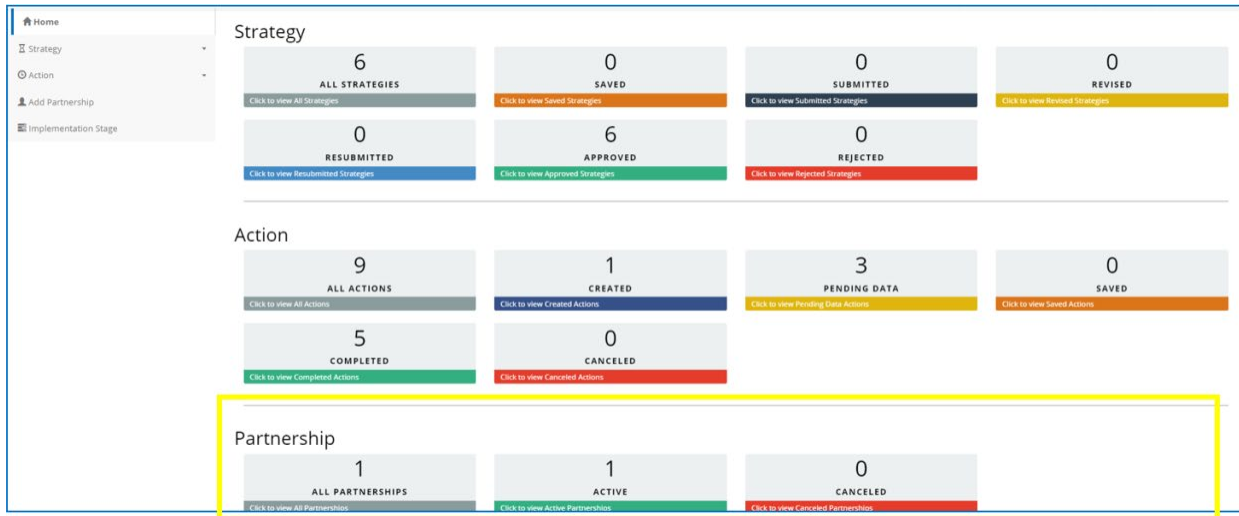 Home
Strategy
Action
Add Partnership
Implementation Stage
Strategy
6
ALL STRATEGIES
Click to view All Strategies
0
SAVED
Click to view Saved Strategies
0
SUBMITTED
Click to view Submitted Strategies
0
REVISED
Click to view Revised Strategies
0
RESUBMITTED
Click to view Resubmitted Strategies
6
APPROVED
Click to view Approved Strategies
0
REJECTED
Click to view Rejected Strategies
Action
9
ALL ACTIONS
Click to view All Actions
1
CREATED
Click to view Created Actions
3
PENDING DATA
Click to view Pending Data Actions
0
SAVED
Click to view Saved Actions
5
COMPLETED
Click to view Completed Actions
0
CANCELED
Click to view Canceled Actions
Partnership
1
ALL PARTNERSHIPS
Click to view All Partnerships
1
ACTIVE
Click to view Active Partnerships
0
CANCELED
Click to view Canceled Partnerships